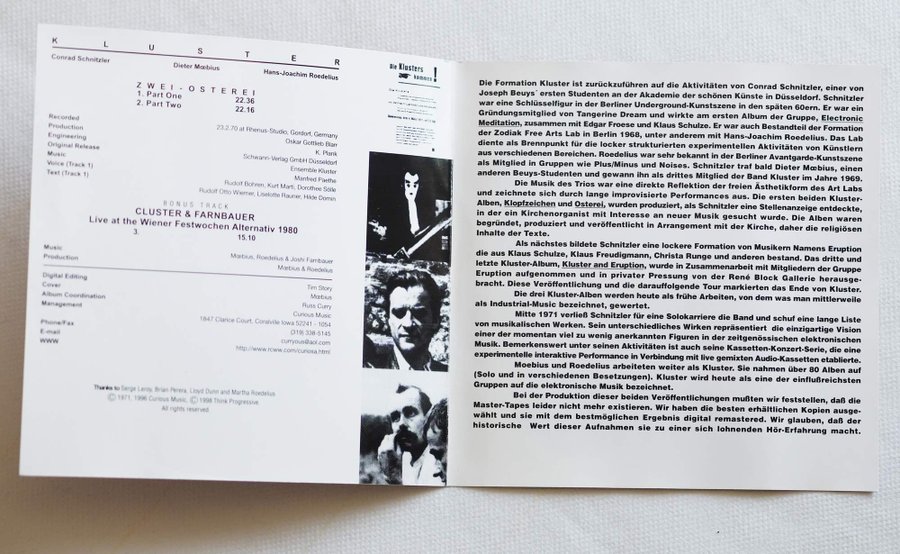 K L U S T E R
Conrad Schnitzler
Dieter Mœbius
Hans-Joachim Roedelius
Z W E I - O S T E R E I
1. Part One 22.36
2. Part Two 22.16
Recorded 23.2.70 at Rhenus-Studio, Gordort, Germany
Production Oskar Gottlieb Blarr
Engineering K. Plank
Original Release Schwann-Verlag GmbH Düsseldorf
Music Ensemble Kluster
Voice (Track 1) Manfred Paethe
Text (Track 1) Rudolf Bohren, Kurt Marti, Dorothee Sölle
Rudolf Otto Wiemer, Liselotte Rauner, Hilde Domin
BONUS TRACK
CLUSTER & FARNBAUER
Live at the Wiener Festwochen Alternativ 1980
3. 15.10
Music Mœbius, Roedelius & Joshi Farnbauer
Production Mœbius & Roedelius
Digital Editing Tim Story
Cover Mœbius
Album Coordination Russ Curry
Management Curious Music
1847 Clarice Court, Coralville Iowa 52241 - 1054
Phone/Fax (319) 338-5145
E-mail curryous@aol.com
WWW http://www.rcww.com/curiosa.html
Thanks to Serge Leroy, Brian Perera, Lloyd Dunn and Martha Roedelius
© 1971, 1996 Curious Music. © 1998 Think Progressive.
All rights reserved.
Die Klusters
kommen !
Die Formation Kluster ist zurückzuführen auf die Aktivitäten von Conrad Schnitzler, einer von
Joseph Beuys´ ersten Studenten an der Akademie der schönen Künste in Düsseldorf. Schnitzler
war eine Schlüsselfigur in der Berliner Underground-Kunstszene in den späten 60ern. Er war ein
Gründungsmitglied von Tangerine Dream und wirkte am ersten Album der Gruppe, Electronic
Meditation, zusammen mit Edgar Froese und Klaus Schulze. Er war auch Bestandteil der Formation
der Zodiak Free Arts Lab in Berlin 1968, unter anderem mit Hans-Joachim Roedelius. Das Lab
diente als Brennpunkt für die locker strukturierten experimentellen Aktivitäten von Künstlern
aus verschiedenen Bereichen. Roedelius war sehr bekannt in der Berliner Avantgarde-Kunstszene
als Mitglied in Gruppen wie Plus/Minus und Noises. Schnitzler traf bald Dieter Mœbius, einen
anderen Beuys-Studenten und gewann ihn als drittes Mitglied der Band Kluster im Jahre 1969.
Die Musik des Trios war eine direkte Reflektion der freien Ästhetikform des Art Labs
und zeichnete sich durch lange improvisierte Performances aus. Die ersten beiden Kluster-
Alben, Klopfzeichen und Osterei, wurden produziert, als Schnitzler eine Stellenanzeige entdeckte,
in der ein Kirchenorganist mit Interesse an neuer Musik gesucht wurde. Die Alben waren
begründet, produziert und veröffentlicht in Arrangement mit der Kirche, daher die religiösen
Inhalte der Texte.
Als nächstes bildete Schnitzler eine lockere Formation von Musikern Namens Eruption
die aus Klaus Schulze, Klaus Freudigmann, Christa Runge und anderen bestand. Das dritte und
letzte Kluster-Album, Kluster and Eruption, wurde in Zusammenarbeit mit Mitgliedern der Gruppe
Eruption aufgenommen und in privater Pressung von der René Block Gallerie herausge-
bracht. Diese Veröffentlichung und die darauffolgende Tour markierten das Ende von Kluster.
Die drei Kluster-Alben werden heute als frühe Arbeiten, von dem was man mittlerweile
als Industrial-Music bezeichnet, gewertet.
Mitte 1971 verließ Schnitzler für eine Solokarriere die Band und schuf eine lange Liste
von musikalischen Werken. Sein unterschiedliches Wirken repräsentiert die einzigartige Vision
einer der momentan viel zu wenig anerkannten Figuren in der zeitgenössischen elektronischen
Musik. Bemerkenswert unter seinen Aktivitäten ist auch seine Kassetten-Konzert-Serie, die eine
experimentelle interaktive Performance in Verbindung mit live gemixten Audio-Kassetten etablierte.
Moebius und Roedelius arbeiteten weiter als Kluster. Sie nahmen über 80 Alben auf
(Solo und in verschiedenen Besetzungen). Kluster wird heute als eine der einflußreichsten
Gruppen auf die elektronische Musik bezeichnet.
Bei der Produktion dieser beiden Veröffentlichungen mußten wir feststellen, daß die
Master-Tapes leider nicht mehr existieren. Wir haben die besten erhältlichen Kopien ausge-
wählt und sie mit dem bestmöglichen Ergebnis digital remastered. Wir glauben, daß der
historische Wert dieser Aufnahmen sie zu einer sich lohnenden Hör-Erfahrung macht.